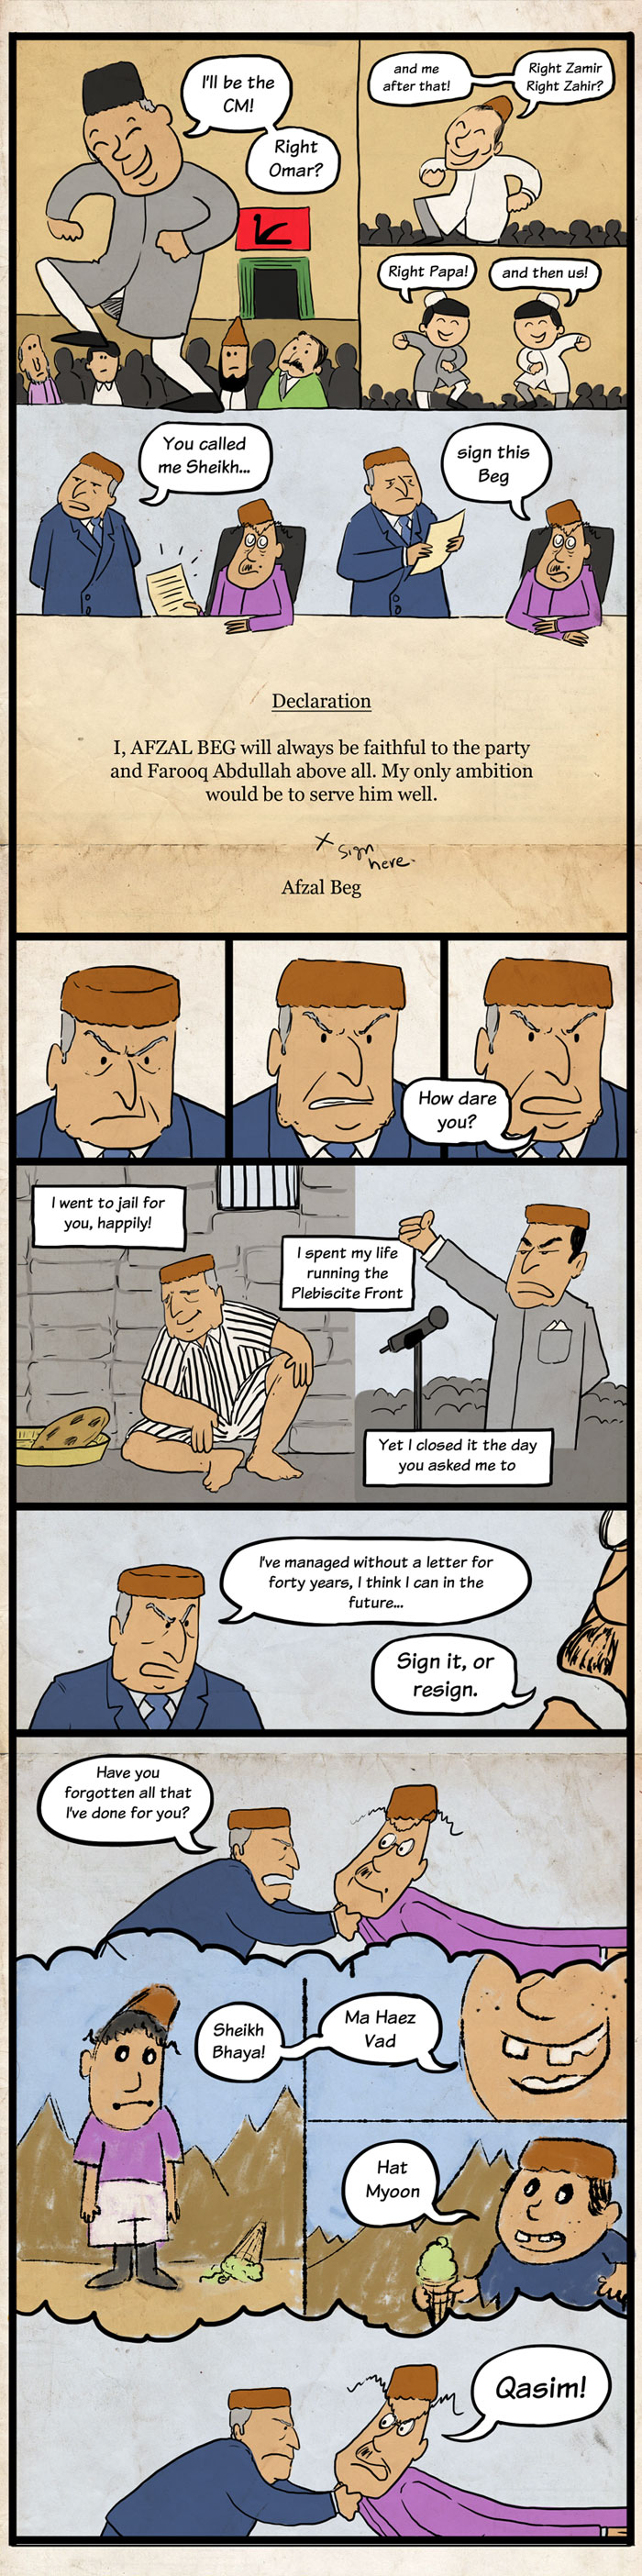 I'll be the
CM!
Right
Omar?
and me
after that!
Right Zamir
Right Zahir?
Right Papa!
and then us!
You called
me Sheikh...
sign this
Beg
Declaration
I, AFZAL BEG will always be faithful to the party
and Farooq Abdullah above all. My only ambition
would be to serve him well.
x sign
here.
Afzal Beg
How dare
you?
I went to jail for
you, happily!
I spent my life
running the
Plebiscite Front
Yet I closed it the day
you asked me to
I've managed without a letter for
forty years, I think I can in the
future...
Sign it, or
resign.
Have you
forgotten all that
I've done for you?
Sheikh
Bhaya!
Ma Haez
Vad
Hat
Myoon
Qasim!